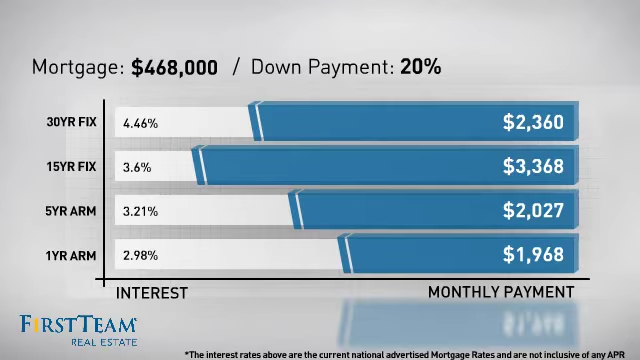 Mortgage: $468,000 / Down Payment: 20%
30YR FIX 4.46% $2,360
15YR FIX 3.6% $3,368
5YR ARM 3.21% $2,027
1YR ARM 2.98% $1,968
INTEREST MONTHLY PAYMENT
FIRSTTEAM®
REAL ESTATE
*The interest rates above are the current national advertised Mortgage Rates and are not inclusive of any APR